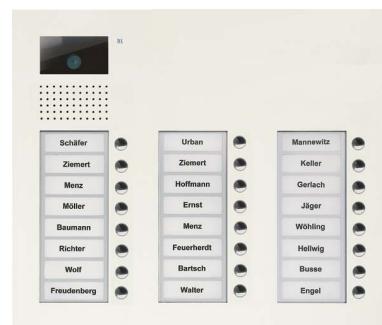 Schäfer
Ziemert
Menz
Möller
Baumann
Richter
Wolf
Freudenberg
Urban
Ziemert
Hoffmann
Ernst
Menz
Feuerherdt
Bartsch
Walter
Mannewitz
Keller
Gerlach
Jäger
Wöhling
Hellwig
Busse
Engel